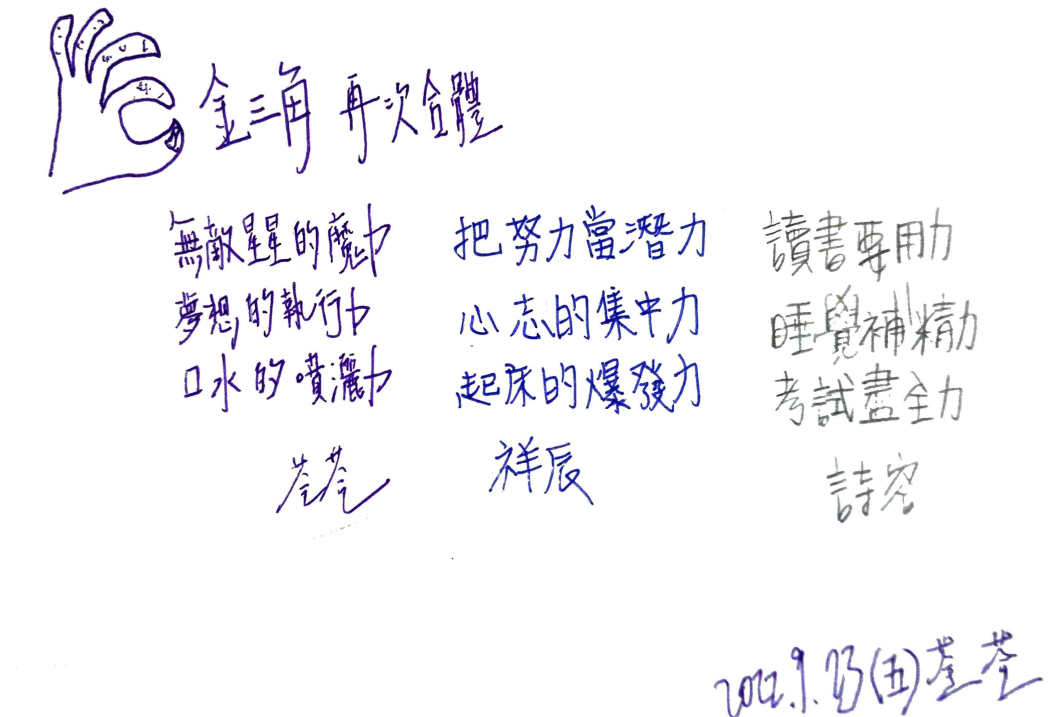 金三角 再次合體
無敵星星的魔力
夢想的執行力
口水的噴灑力
荃荃
把努力當潛力
心志的集中力
起床的爆發力
祥辰
讀書要用力
睡覺補精力
考試盡全力
詩容
2022.9.23(五)荃荃